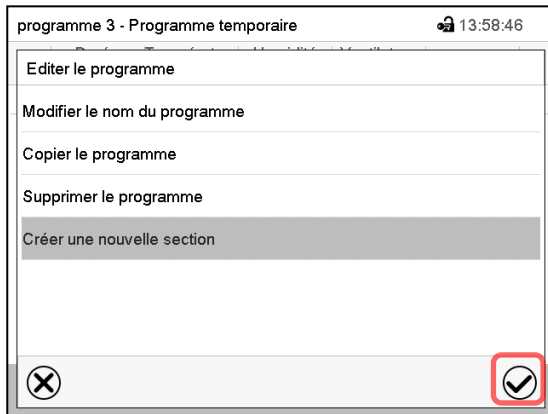 programme 3 - Programme temporaire 13:58:46
Editer le programme
Modifier le nom du programme
Copier le programme
Supprimer le programme
Créer une nouvelle section